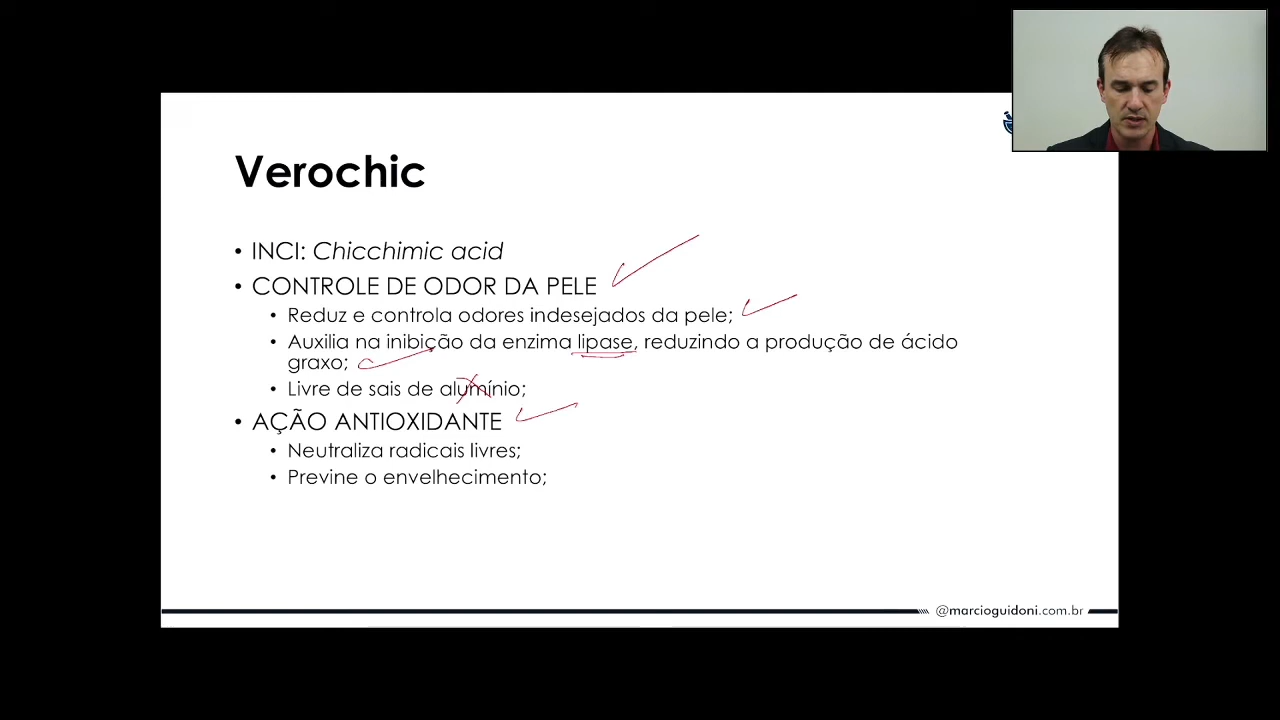 Verochic
• INCI: Chicchimic acid
• CONTROLE DE ODOR DA PELE
• Reduz e controla odores indesejados da pele;
• Auxilia na inibição da enzima lipase, reduzindo a produção de ácido
graxo;
• Livre de sais de alumínio;
• AÇÃO ANTIOXIDANTE
• Neutraliza radicais livres;
• Previne o envelhecimento;
@marcioguidoni.com.br